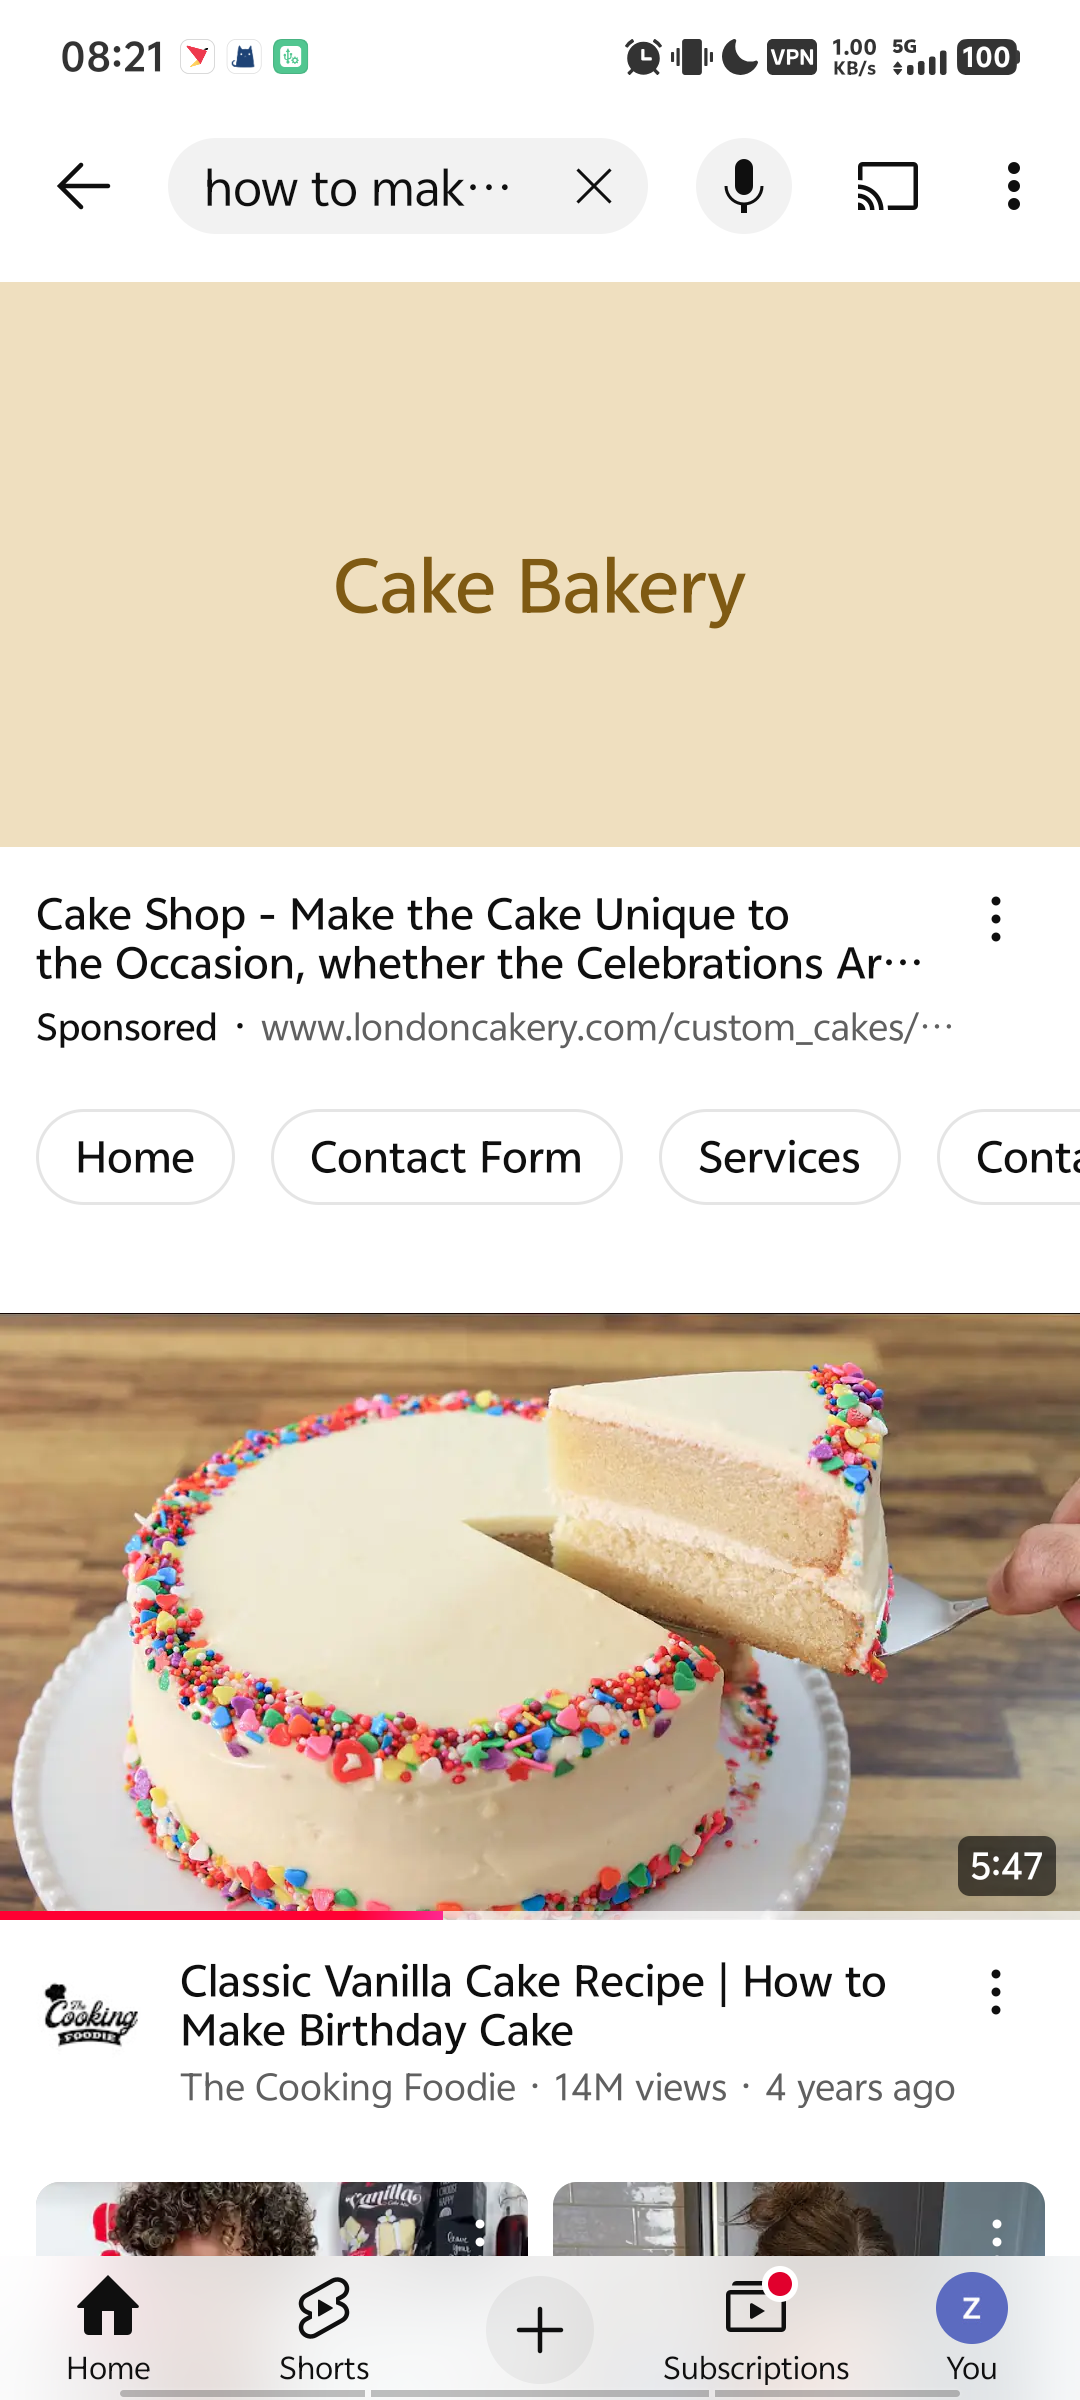 08:21
VPN
1.00
KB/s
5G
100
how to mak···
Cake Bakery
Cake Shop - Make the Cake Unique to
the Occasion, whether the Celebrations Ar···
Sponsored · www.londoncakery.com/custom_cakes/···
Home
Contact Form
Services
Conta
5:47
The
Cooking
FOODIE
Classic Vanilla Cake Recipe | How to
Make Birthday Cake
The Cooking Foodie · 14M views · 4 years ago
Vanilla
Home
Shorts
Subscriptions
Z
You